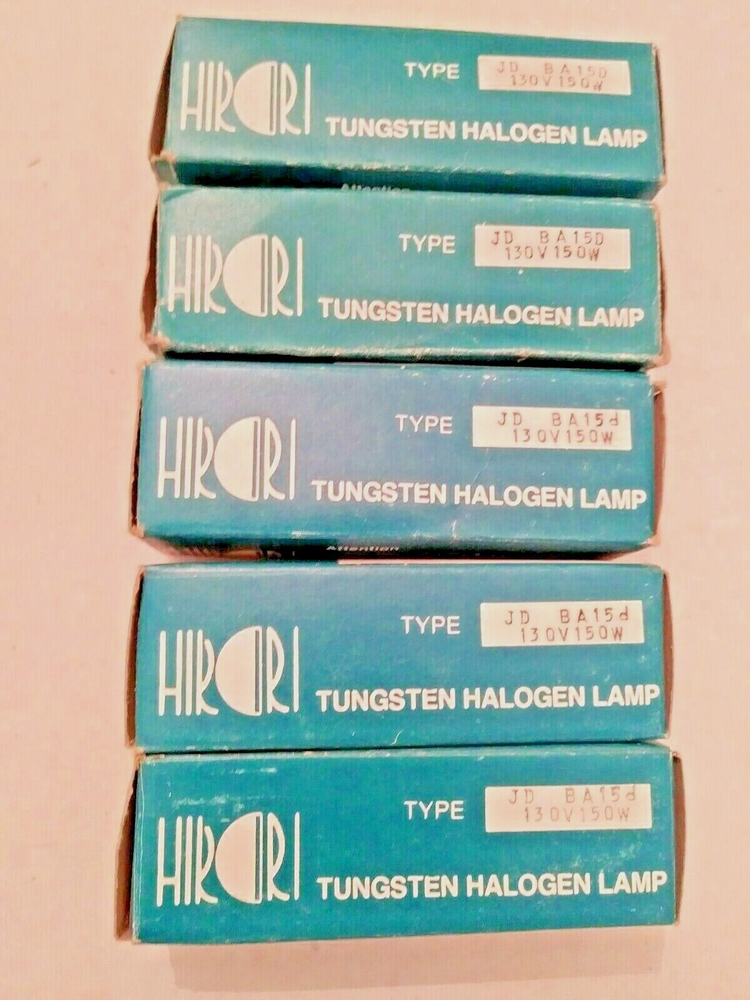 HIKARI
TYPE
JD BA15D
130V150W
TUNGSTEN HALOGEN LAMP
Attention
HIKARI
TYPE
JD BA15D
130V150W
TUNGSTEN HALOGEN LAMP
HIKARI
TYPE
JD BA15d
130V150W
TUNGSTEN HALOGEN LAMP
Attention
HIKARI
TYPE
JD BA15d
130V150W
TUNGSTEN HALOGEN LAMP
HIKARI
TYPE
JD BA15d
130V150W
TUNGSTEN HALOGEN LAMP